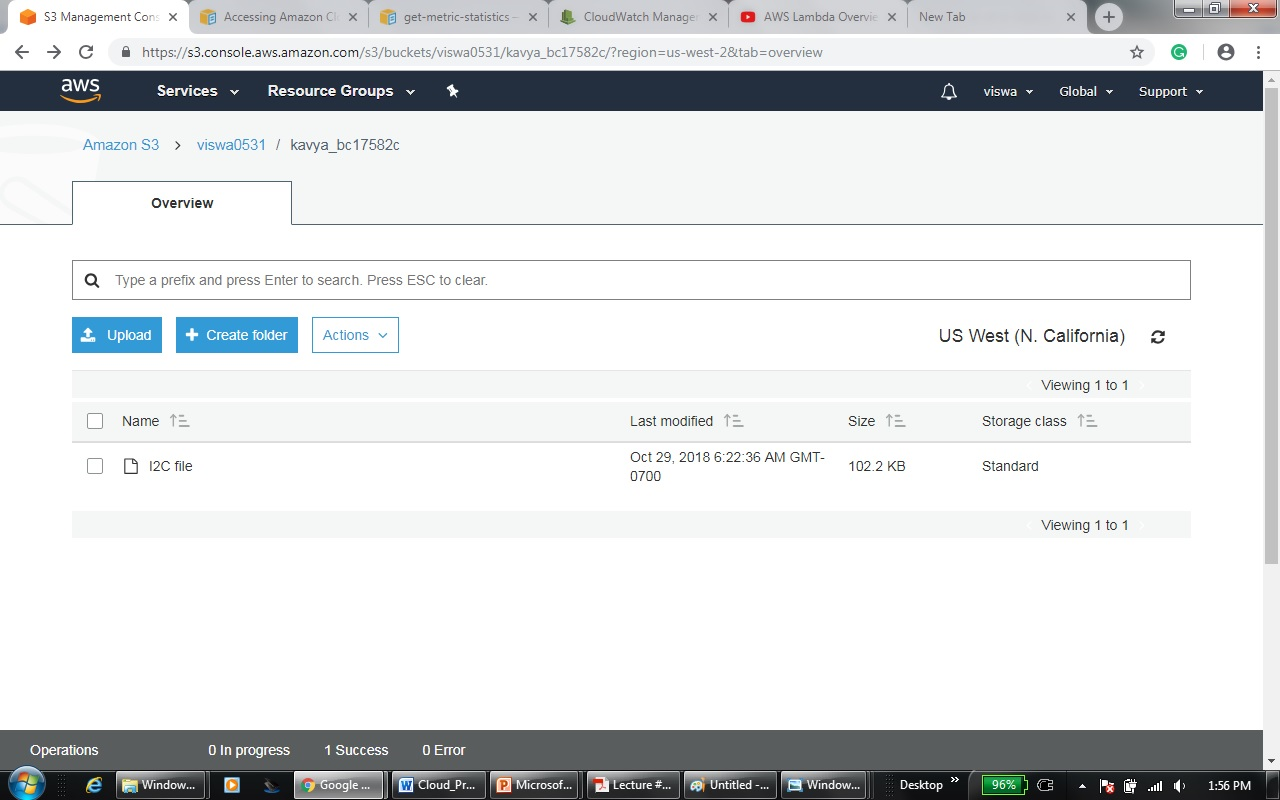 S3 Management Cons
Accessing Amazon Cl
get-metric-statistics –
CloudWatch Manager
AWS Lambda Overvie
New Tab
https://s3.console.aws.amazon.com/s3/buckets/viswa0531/kavya_bc17582c/?region=us-west-2&tab=overview
aws Services Resource Groups viswa Global Support
Amazon S3 > viswa0531 / kavya_bc17582c
Overview
Type a prefix and press Enter to search. Press ESC to clear.
Upload Create folder Actions US West (N. California)
Viewing 1 to 1
Name Last modified Size Storage class
I2C file Oct 29, 2018 6:22:36 AM GMT-
0700 102.2 KB Standard
Viewing 1 to 1
Operations 0 In progress 1 Success 0 Error
Window... Google ... Cloud_Pr... Microsof... Lecture #... Untitled -... Window... Desktop » 96% 1:56 PM